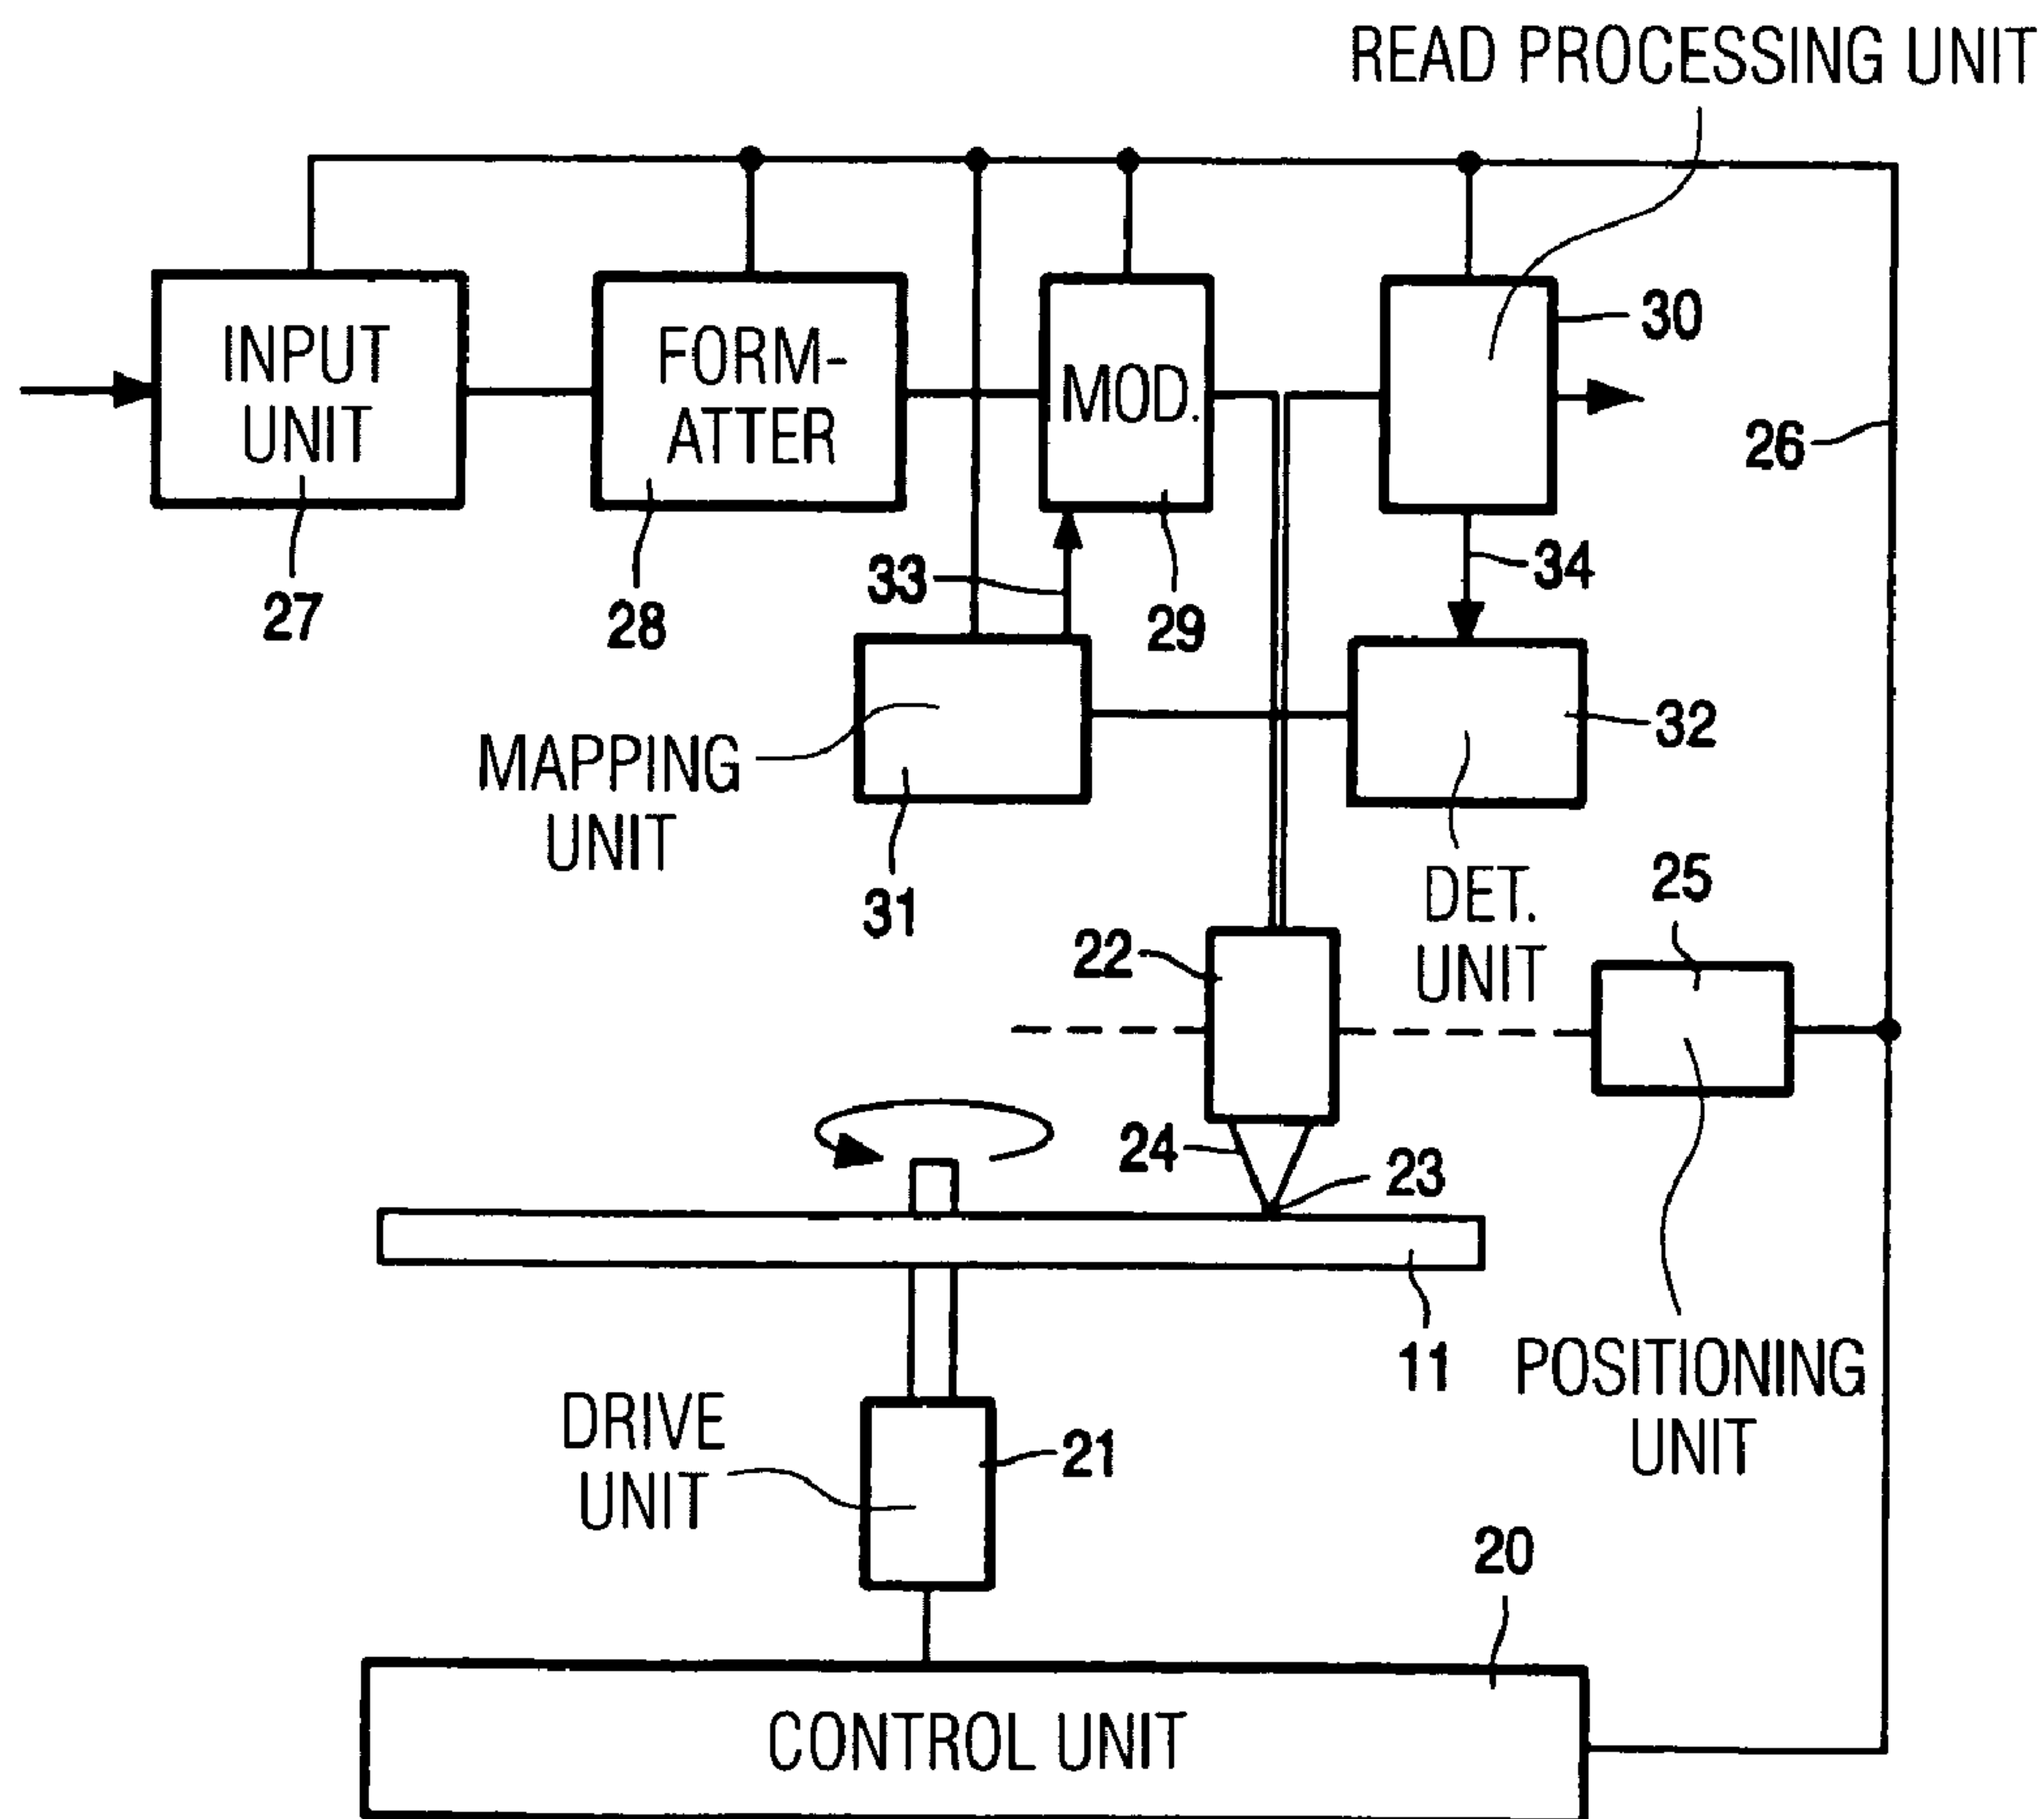 READ PROCESSING UNIT
INPUT
UNIT
FORM-
ATTER
MOD.
30
26
27
28
33
29
34
MAPPING
UNIT
31
32
DET.
UNIT
25
22
24
23
11
POSITIONING
UNIT
DRIVE
UNIT
21
20
CONTROL UNIT